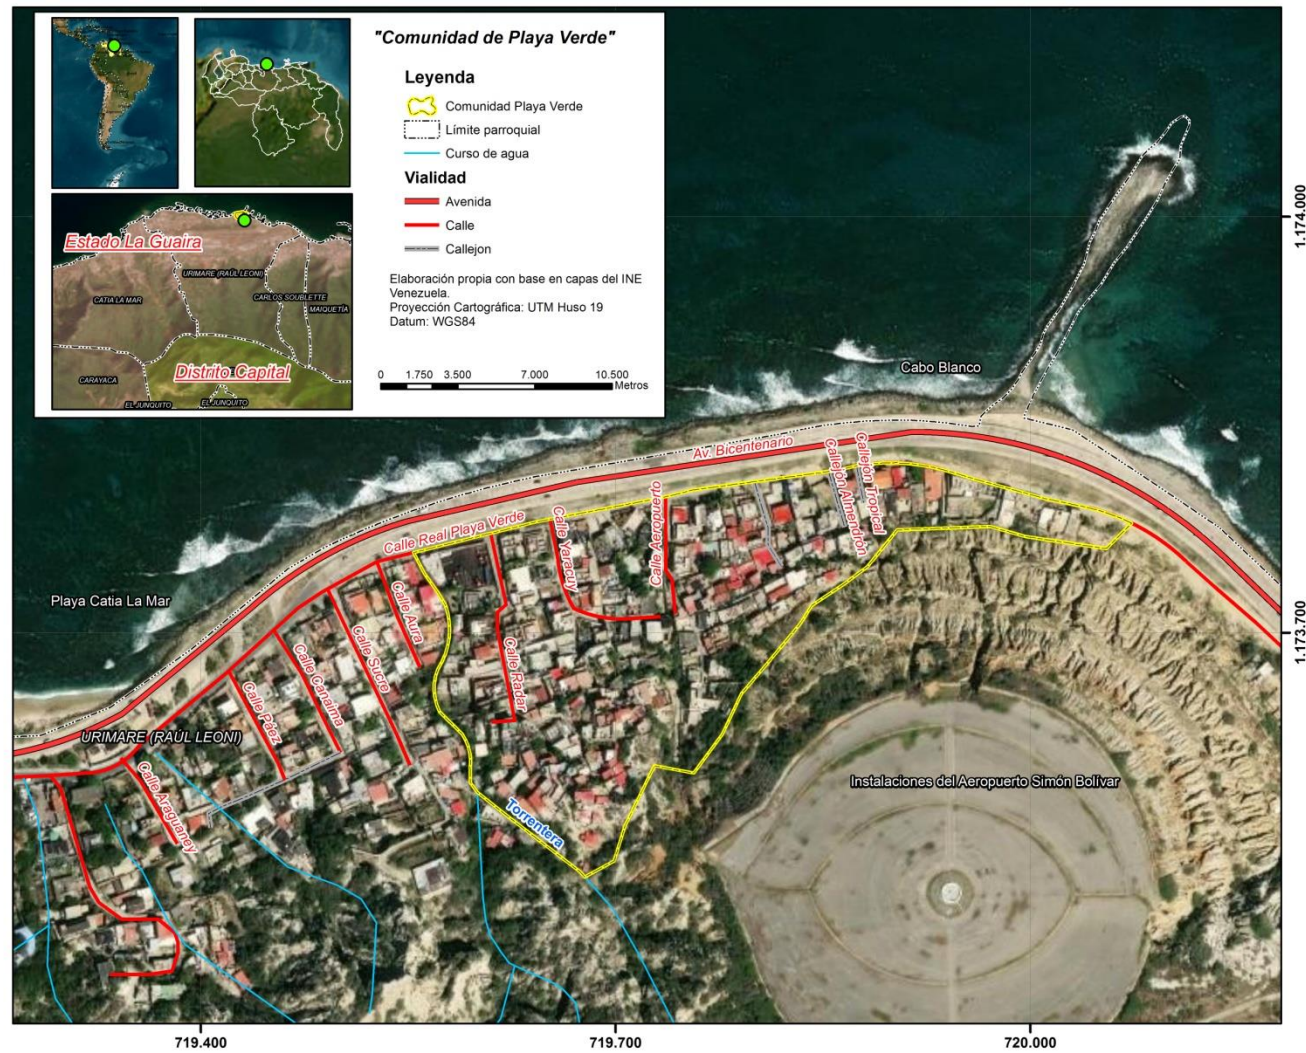 "Comunidad de Playa Verde"
Leyenda
Comunidad Playa Verde
Límite parroquial
Curso de agua
Vialidad
Avenida
Calle
Callejon
Elaboración propia con base en capas del INE
Venezuela.
Proyección Cartográfica: UTM Huso 19
Datum: WGS84
0 1.750 3.500 7.000 10.500
Metros
Estado La Guaira
URIMARE (RAÚL LEONI)
CATIA LA MAR
CARLOS SOUBLETTE
MAIQUETÍA
Distrito Capital
CARAYACA
EL JUNQUITO
EL JUNQUITO
1.174.000
Cabo Blanco
Av. Bicentenario
Callejón Almendrón
Callejón Tropical
Calle Real Playa Verde
Calle Yaracuy
Calle Aeropuerto
Playa Catia La Mar
Calle Aura
Calle Sucre
Calle Canaima
Calle Radar
Calle Páez
1.173.700
URIMARE (RAÚL LEONI)
Calle Araguaney
Torrentera
Instalaciones del Aeropuerto Simón Bolívar
719.400
719.700
720.000